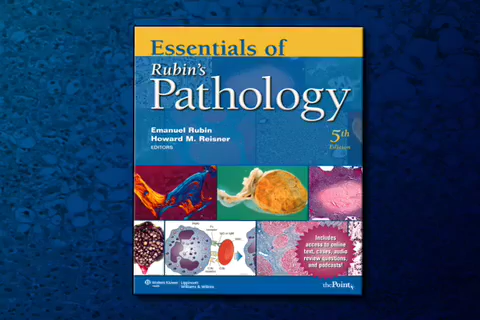 Essentials of
Rubin's
Pathology
Emanuel Rubin
Howard M. Reisner
EDITORS
5th
Edition
Includes
access to online
text, cases, audio
review questions,
and podcasts!
Wolters Kluwer
Lippincott
Williams & Wilkins
thePoint